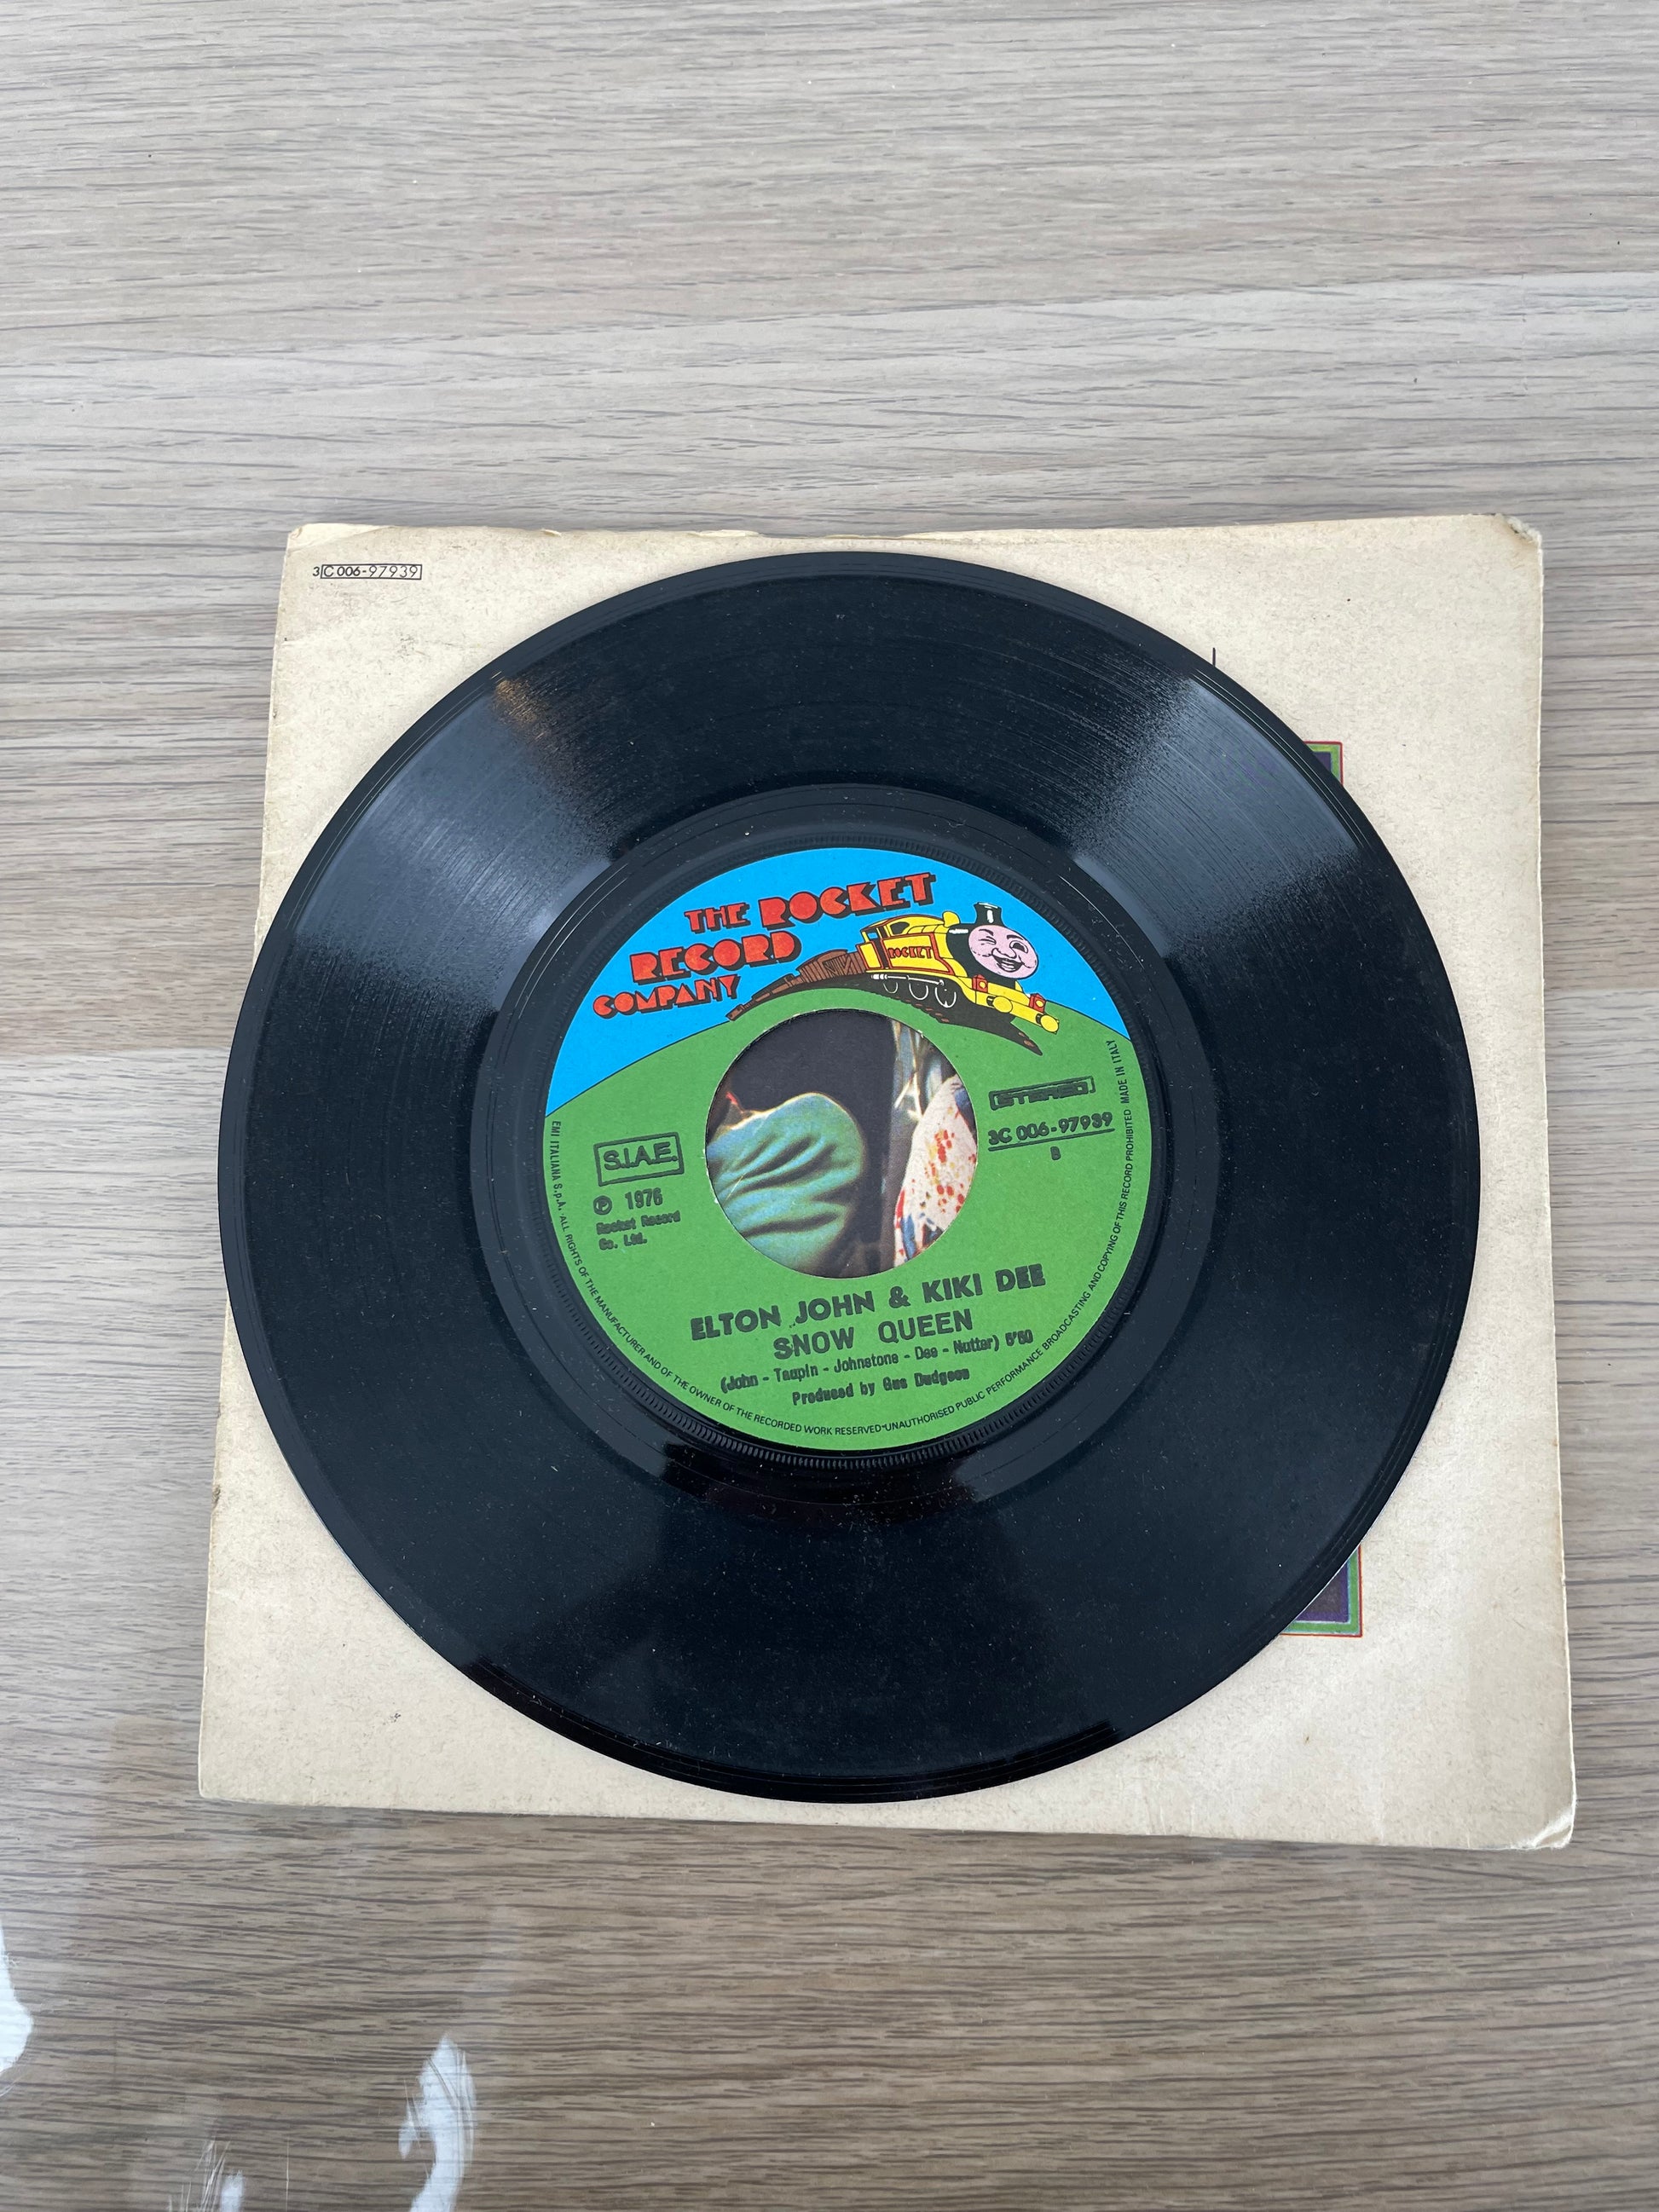 3C 006-97939
THE ROCKET
RECORD
COMPANY
ROCKET
STEREO
3C 006-97939
B
S.I.A.E.
℗ 1976
Rocket Record
Co. Ltd.
ELTON JOHN & KIKI DEE
SNOW QUEEN
(John - Taupin - Johnstone - Dee - Nutter) 5'50
Produced by Gus Dudgeon
EMI ITALIANA S.p.A. ALL RIGHTS OF THE MANUFACTURER AND OF THE OWNER OF THE RECORDED WORK RESERVED·UNAUTHORISED PUBLIC PERFORMANCE BROADCASTING AND COPYING OF THIS RECORD PROHIBITED MADE IN ITALY